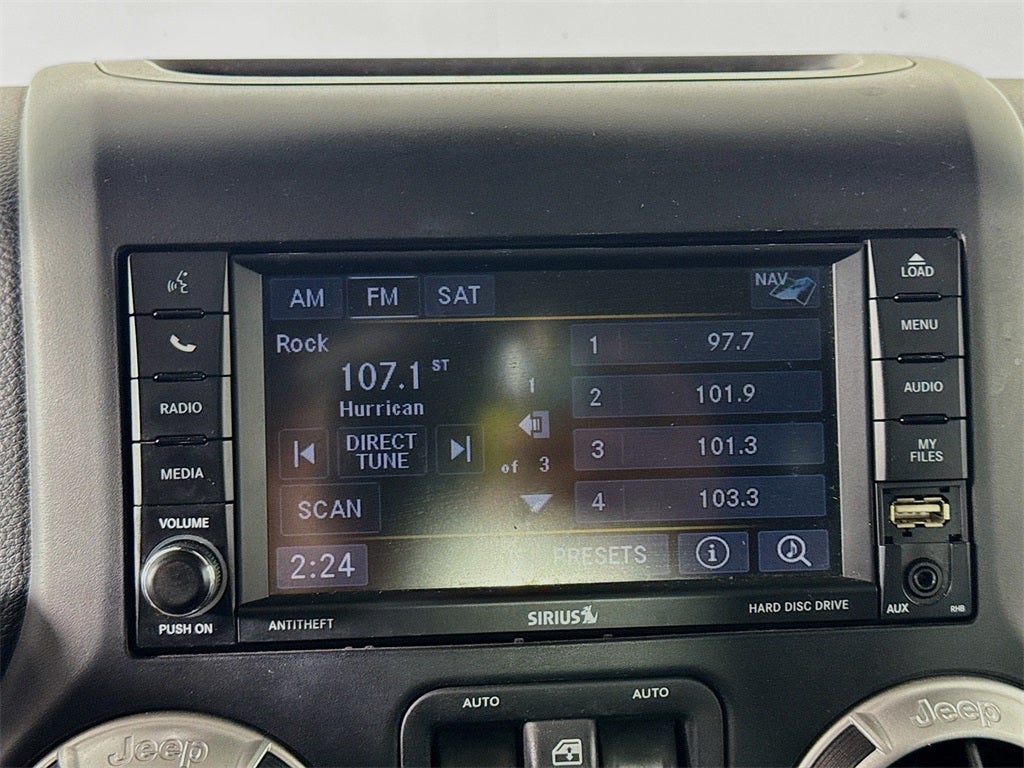 AM FM SAT NAV
Rock
107.1 ST
Hurrican
DIRECT
TUNE
SCAN
2:24
1
of 3
1 97.7
2 101.9
3 101.3
4 103.3
PRESETS
RADIO
MEDIA
VOLUME
PUSH ON
LOAD
MENU
AUDIO
MY
FILES
AUX
RHB
ANTITHEFT
SIRIUS
HARD DISC DRIVE
AUTO AUTO
Jeep
Jeep